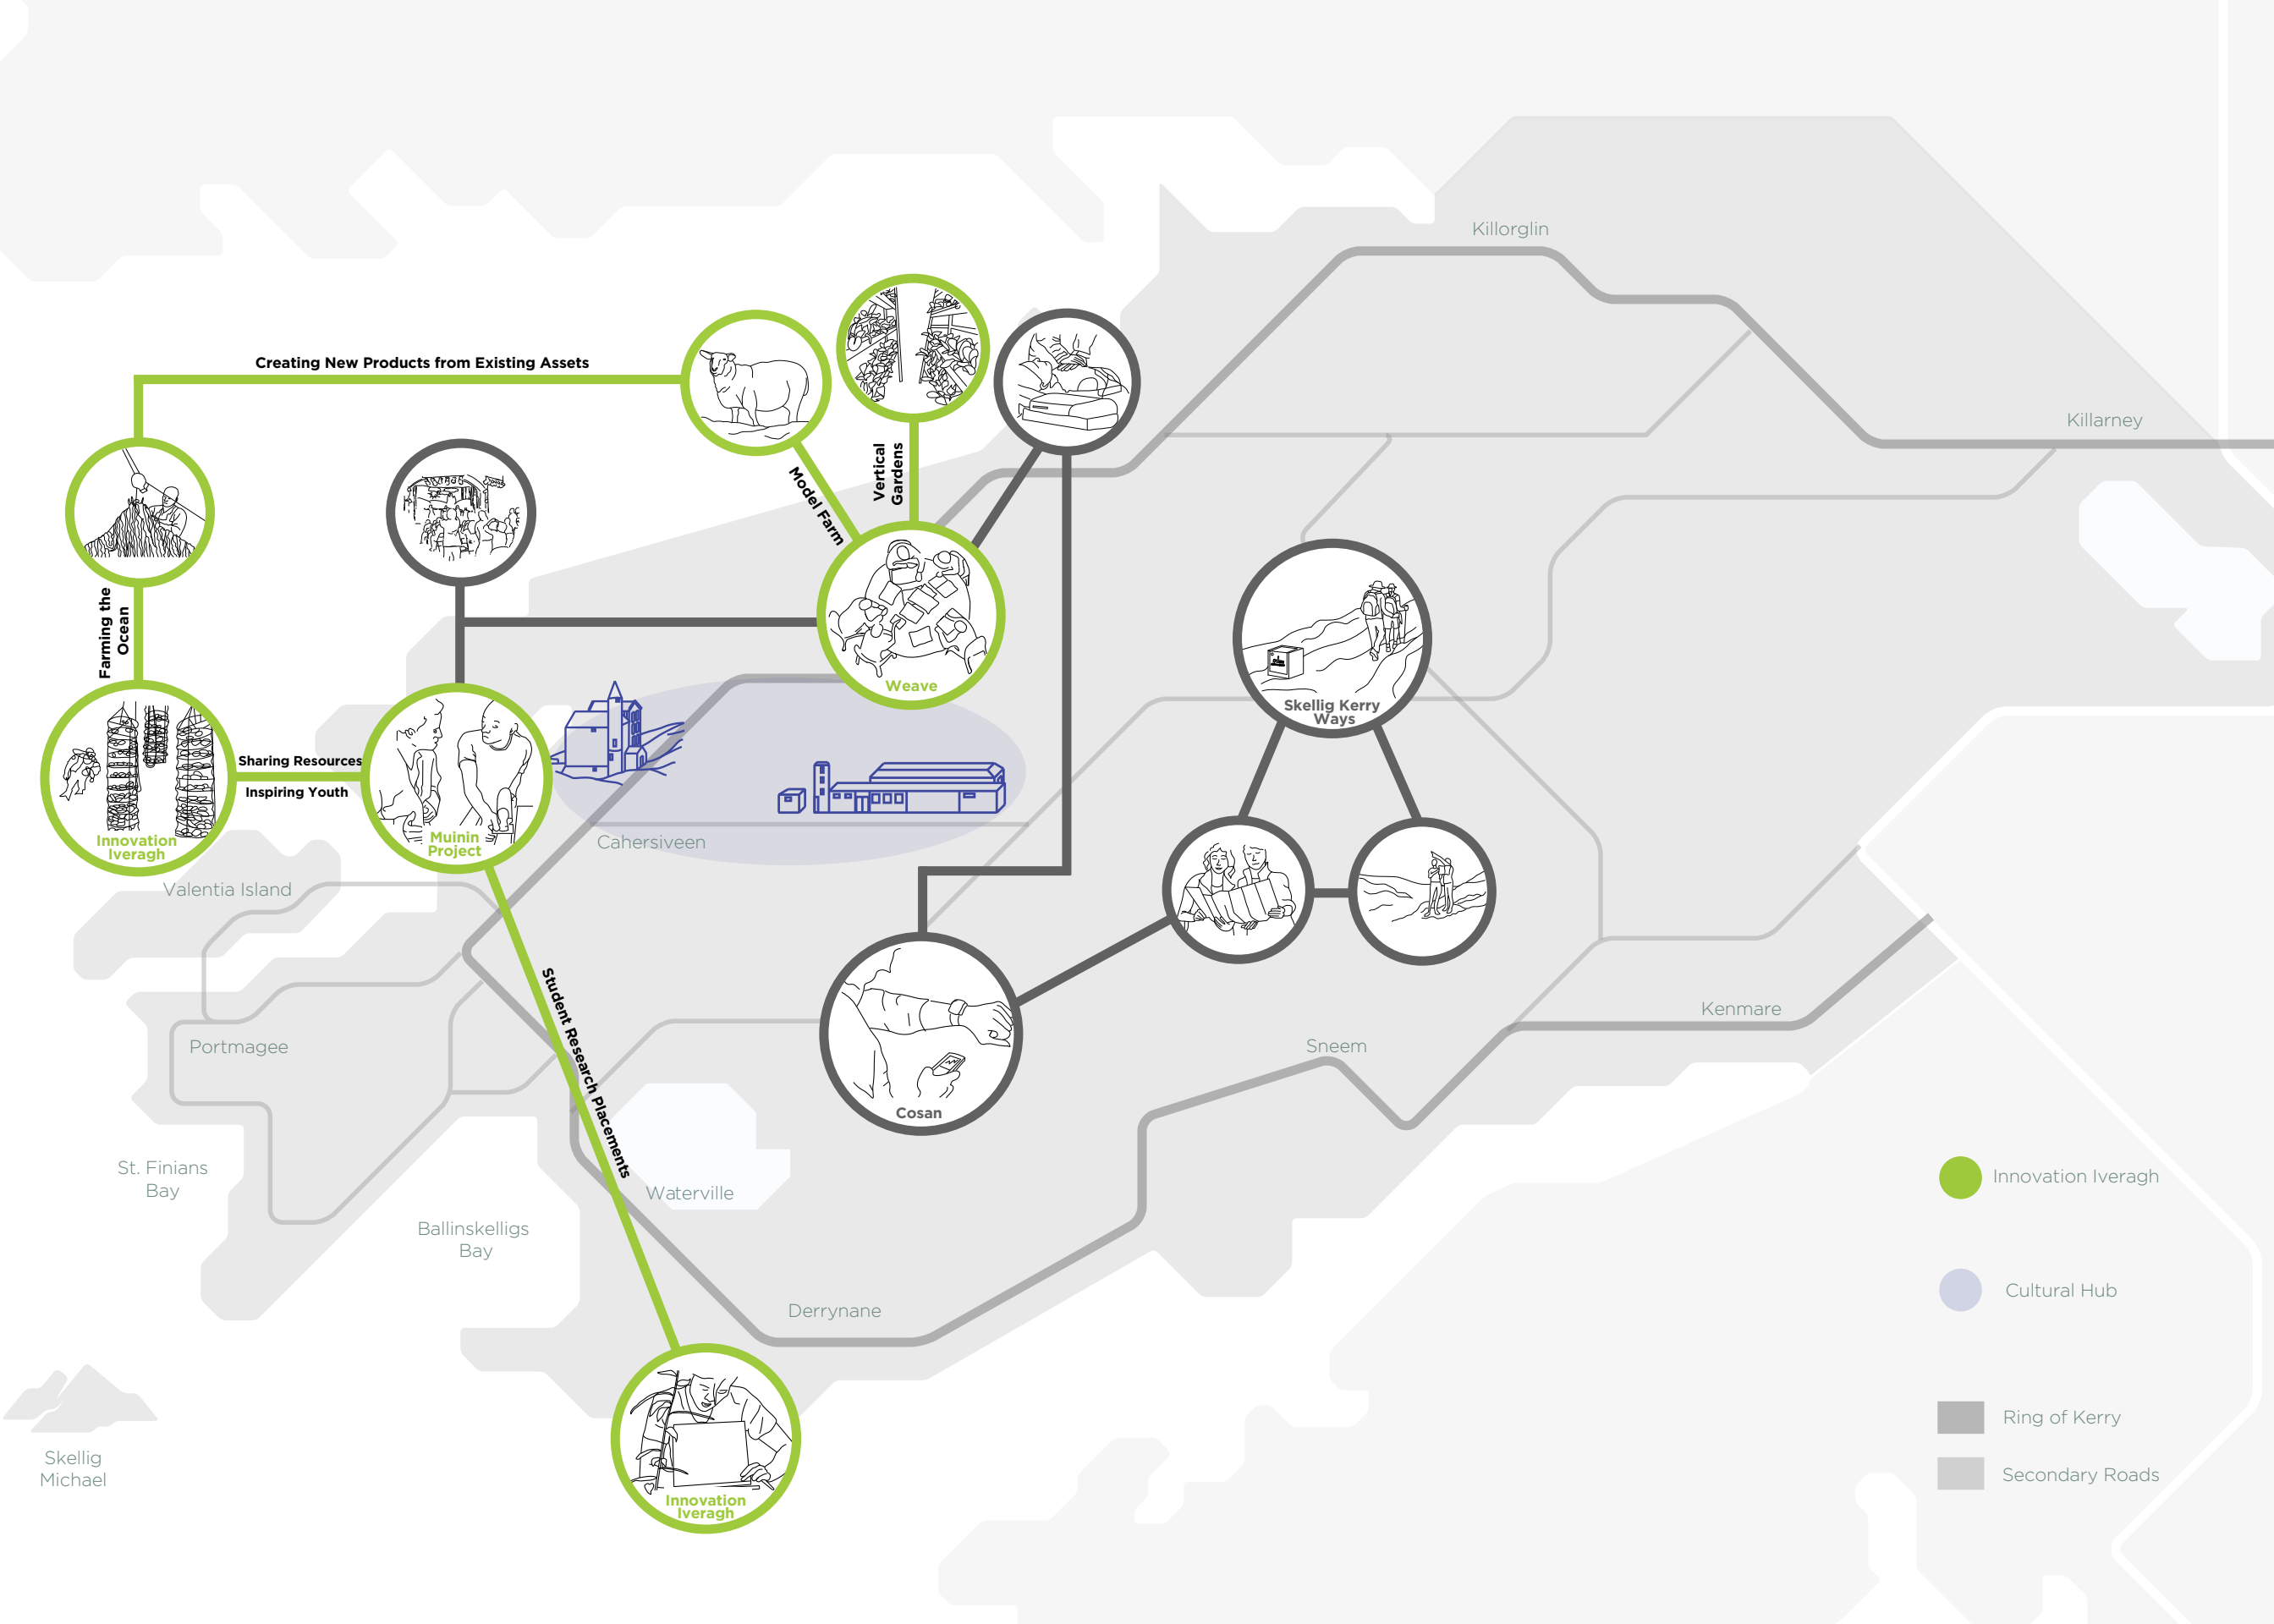 Killorglin
Creating New Products from Existing Assets
Killarney
Vertical
Gardens
Model Farm
Farming the
Ocean
Weave
Skellig Kerry
Ways
Sharing Resources
Inspiring Youth
Innovation
Iveragh
Muinin
Project
Cahersiveen
Valentia Island
Student Research Placements
Kenmare
Portmagee
Sneem
Cosan
St. Finians
Bay
Waterville
Ballinskelligs
Bay
Derrynane
Skellig
Michael
Innovation
Iveragh
Innovation Iveragh
Cultural Hub
Ring of Kerry
Secondary Roads